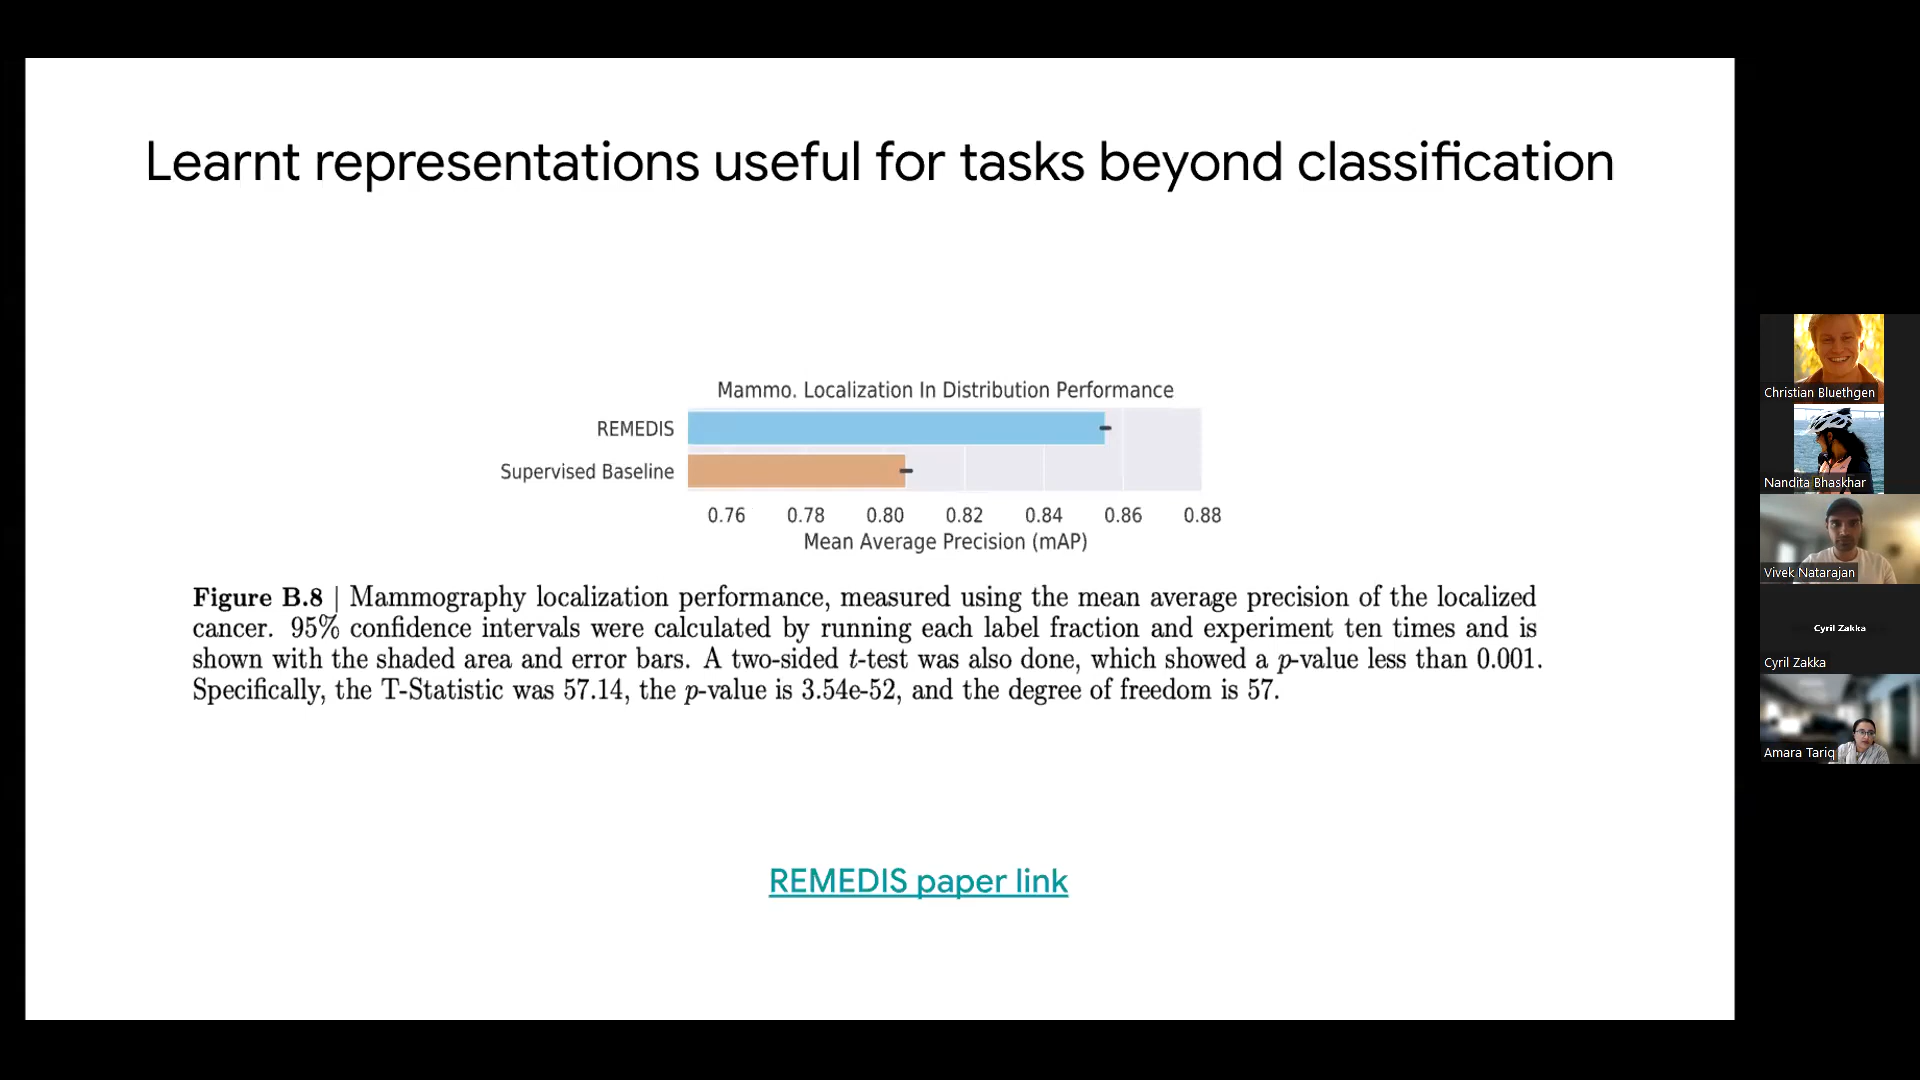 Learnt representations useful for tasks beyond classification
Mammo. Localization In Distribution Performance
REMEDIS
Supervised Baseline
0.76 0.78 0.80 0.82 0.84 0.86 0.88
Mean Average Precision (mAP)
Figure B.8 | Mammography localization performance, measured using the mean average precision of the localized
cancer. 95% confidence intervals were calculated by running each label fraction and experiment ten times and is
shown with the shaded area and error bars. A two-sided t-test was also done, which showed a p-value less than 0.001.
Specifically, the T-Statistic was 57.14, the p-value is 3.54e-52, and the degree of freedom is 57.
REMEDIS paper link
Christian Bluethgen
Nandita Bhaskhar
Vivek Natarajan
Cyril Zakka
Cyril Zakka
Amara Tariq